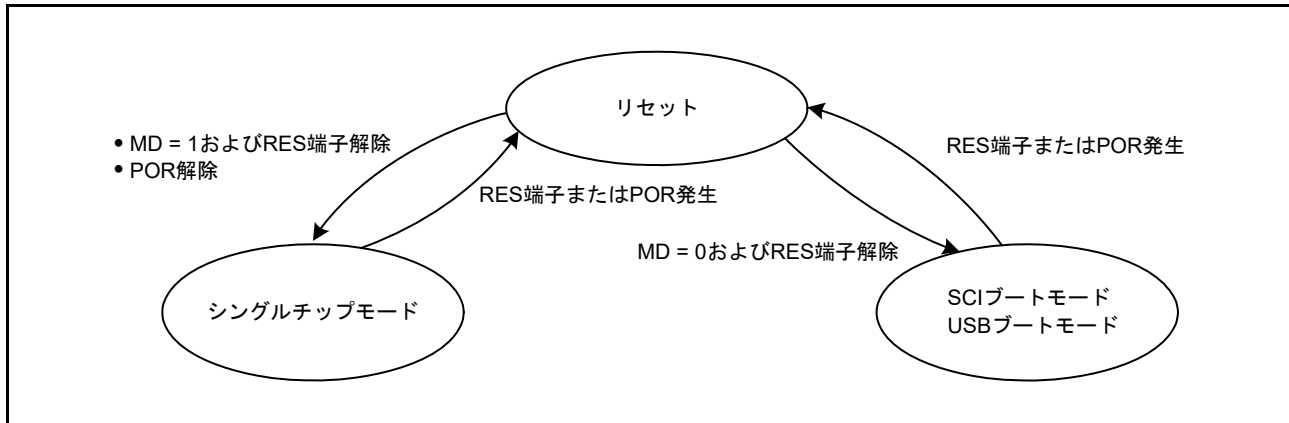 リセット
• MD = 1およびRES端子解除
• POR解除
RES端子またはPOR発生
RES端子またはPOR発生
MD = 0およびRES端子解除
シングルチップモード
SCIブートモード
USBブートモード